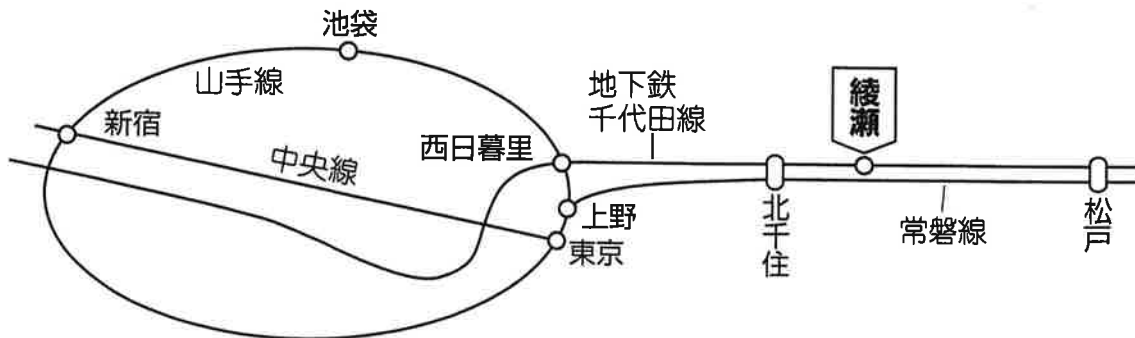 池袋
山手線
新宿
中央線
西日暮里
地下鉄
千代田線
綾瀬
上野
東京
北千住
常磐線
松戸